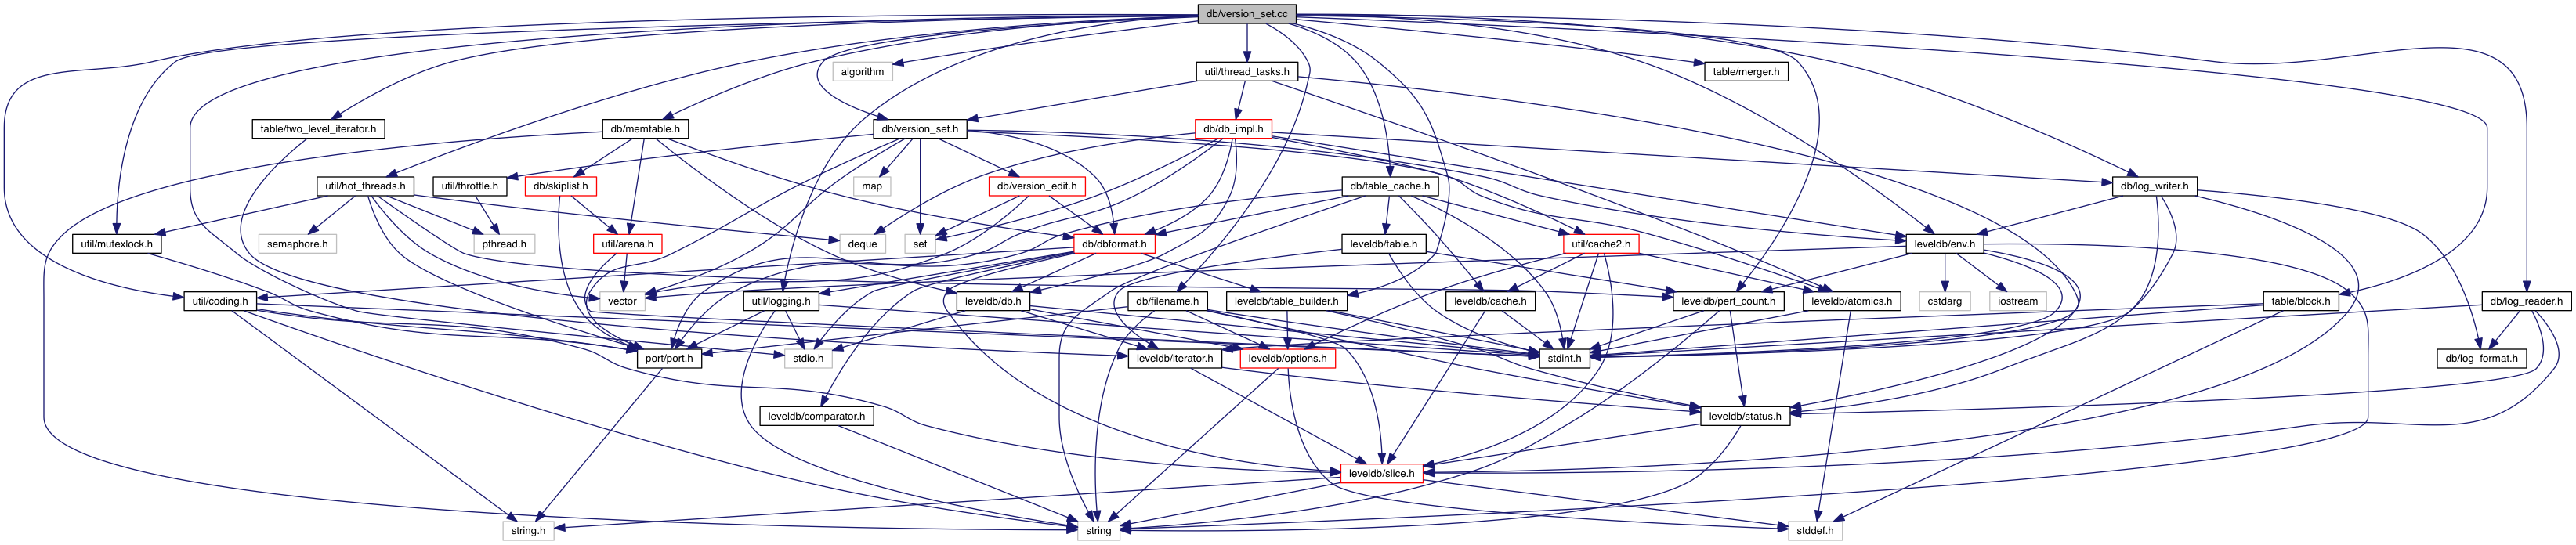 db/version_set.cc
algorithm
util/thread_tasks.h
table/merger.h
table/two_level_iterator.h
db/memtable.h
db/version_set.h
db/db_impl.h
util/hot_threads.h
util/throttle.h
db/skiplist.h
map
db/version_edit.h
db/table_cache.h
db/log_writer.h
util/mutexlock.h
semaphore.h
pthread.h
util/arena.h
deque
set
db/dbformat.h
leveldb/table.h
util/cache2.h
leveldb/env.h
util/coding.h
vector
util/logging.h
leveldb/db.h
db/filename.h
leveldb/table_builder.h
leveldb/cache.h
leveldb/perf_count.h
leveldb/atomics.h
cstdarg
iostream
table/block.h
db/log_reader.h
port/port.h
stdio.h
leveldb/iterator.h
leveldb/options.h
stdint.h
db/log_format.h
leveldb/comparator.h
leveldb/status.h
leveldb/slice.h
string.h
string
stddef.h